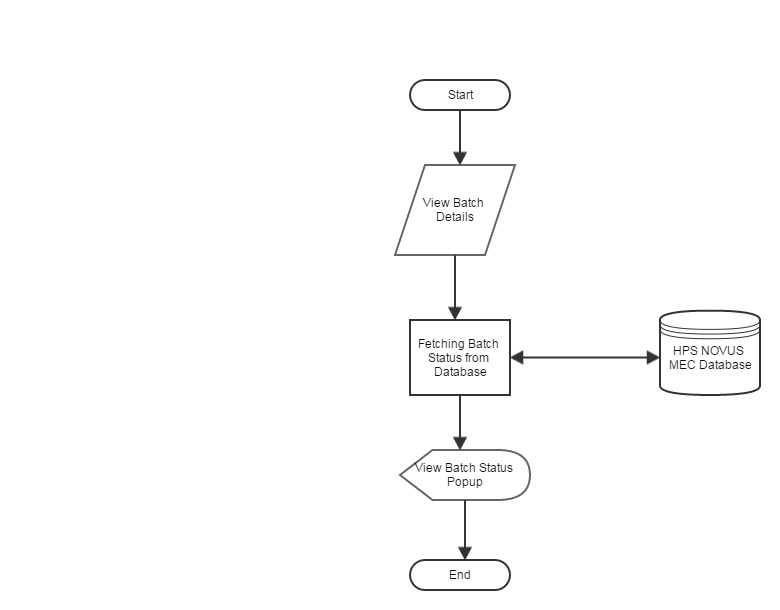 Start
View Batch
Details
Fetching Batch
Status from
Database
HPS NOVUS
MEC Database
View Batch Status
Popup
End